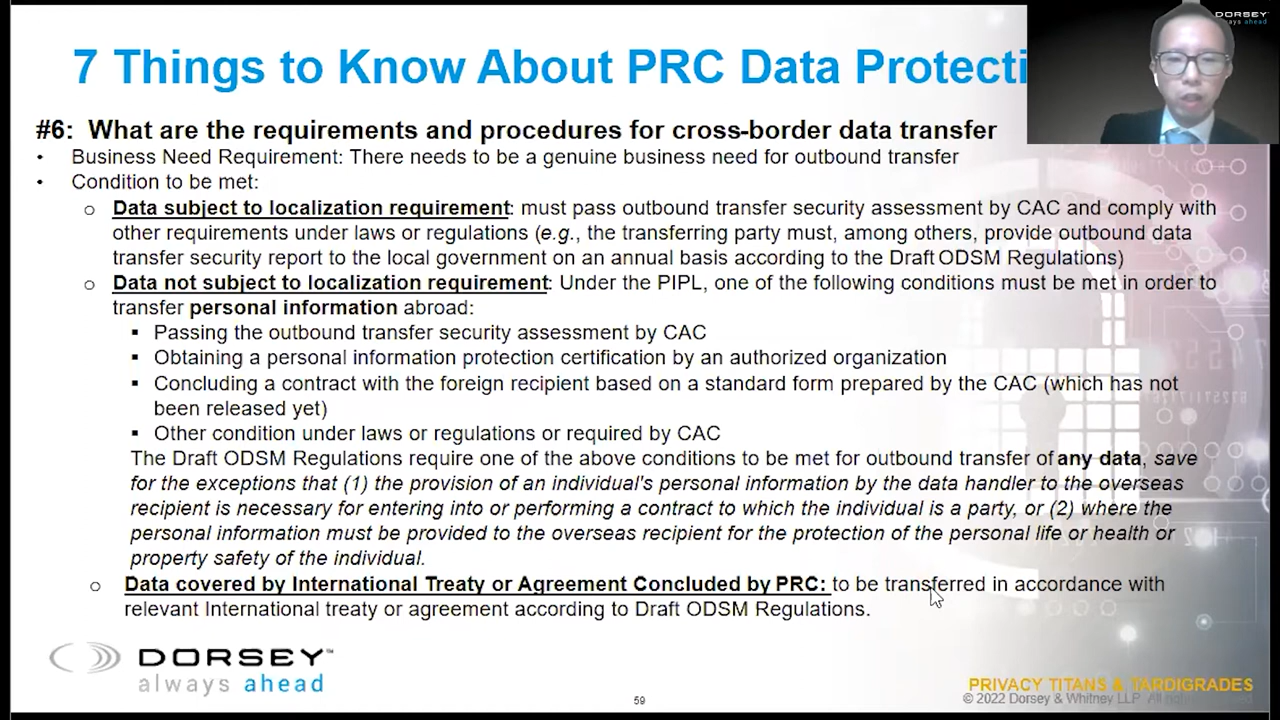 DORSEY
always ahead
7 Things to Know About PRC Data Protecti
#6: What are the requirements and procedures for cross-border data transfer
• Business Need Requirement: There needs to be a genuine business need for outbound transfer
• Condition to be met:
o Data subject to localization requirement: must pass outbound transfer security assessment by CAC and comply with
other requirements under laws or regulations (e.g., the transferring party must, among others, provide outbound data
transfer security report to the local government on an annual basis according to the Draft ODSM Regulations)
o Data not subject to localization requirement: Under the PIPL, one of the following conditions must be met in order to
transfer personal information abroad:
▪ Passing the outbound transfer security assessment by CAC
▪ Obtaining a personal information protection certification by an authorized organization
▪ Concluding a contract with the foreign recipient based on a standard form prepared by the CAC (which has not
been released yet)
▪ Other condition under laws or regulations or required by CAC
The Draft ODSM Regulations require one of the above conditions to be met for outbound transfer of any data, save
for the exceptions that (1) the provision of an individual's personal information by the data handler to the overseas
recipient is necessary for entering into or performing a contract to which the individual is a party, or (2) where the
personal information must be provided to the overseas recipient for the protection of the personal life or health or
property safety of the individual.
o Data covered by International Treaty or Agreement Concluded by PRC: to be transferred in accordance with
relevant International treaty or agreement according to Draft ODSM Regulations.
DORSEY™
always ahead
59
PRIVACY TITANS & TARDIGRADES
© 2022 Dorsey & Whitney LLP. All rights reserved.